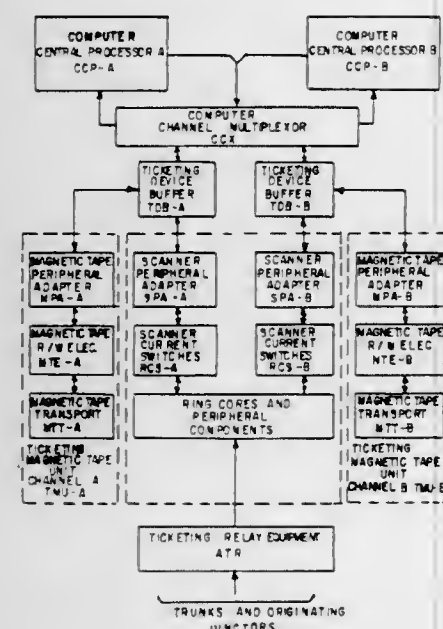 COMPUTER
CENTRAL PROCESSOR A
CCP-A
COMPUTER
CENTRAL PROCESSOR B
CCP-B
COMPUTER
CHANNEL MULTIPLEXOR
CCX
TICKETING
DEVICE
BUFFER
TDB-A
TICKETING
DEVICE
BUFFER
TDB-B
MAGNETIC TAPE
PERIPHERAL
ADAPTER
MPA-A
SCANNER
PERIPHERAL
ADAPTER
SPA-A
SCANNER
PERIPHERAL
ADAPTER
SPA-B
MAGNETIC TAPE
PERIPHERAL
ADAPTER
MPA-B
MAGNETIC TAPE
R/W ELEC.
MTE-A
SCANNER
CURRENT
SWITCHES
RCS-A
SCANNER
CURRENT
SWITCHES
RCS-B
MAGNETIC TAPE
R/W ELEC
NTE-B
MAGNETIC TAPE
TRANSPORT
MTT-A
RING CORES AND
PERIPHERAL
COMPONENTS
MAGNETIC TAPE
TRANSPORT
MTT-B
TICKETING
MAGNETIC TAPE
UNIT
CHANNEL A
TMU-A
TICKETING
MAGNETIC TAPE
UNIT
CHANNEL B TMU-B
TICKETING RELAY EQUIPMENT
ATR
TRUNKS AND ORIGINATING
JUNCTORS